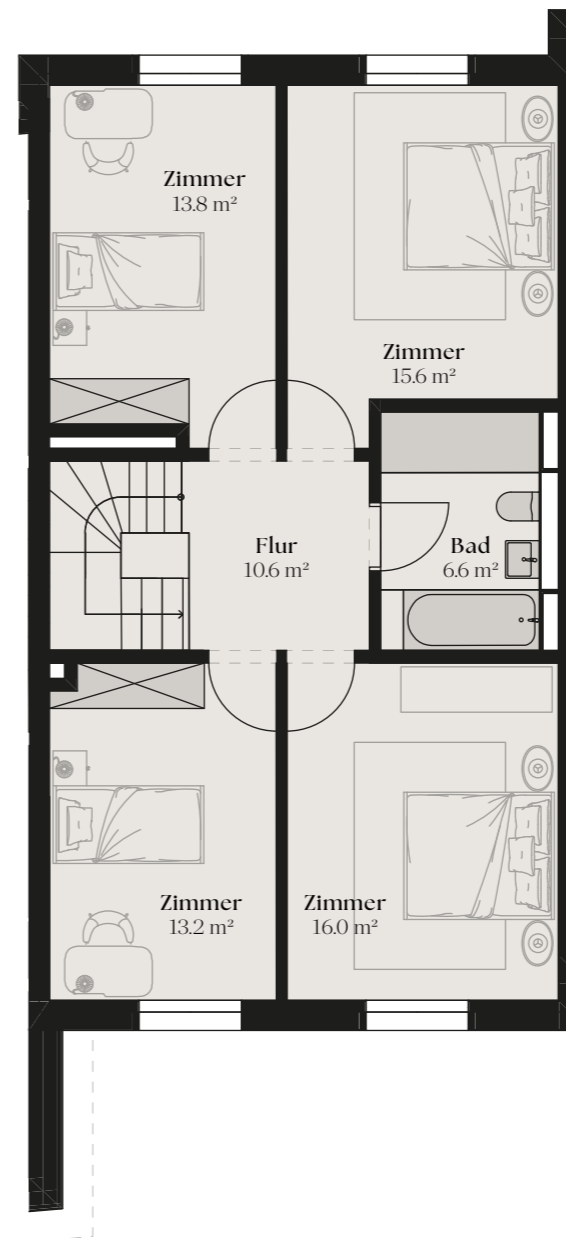 Zimmer
13.8 m²
Zimmer
15.6 m²
Flur
10.6 m²
Bad
6.6 m²
Zimmer
13.2 m²
Zimmer
16.0 m²